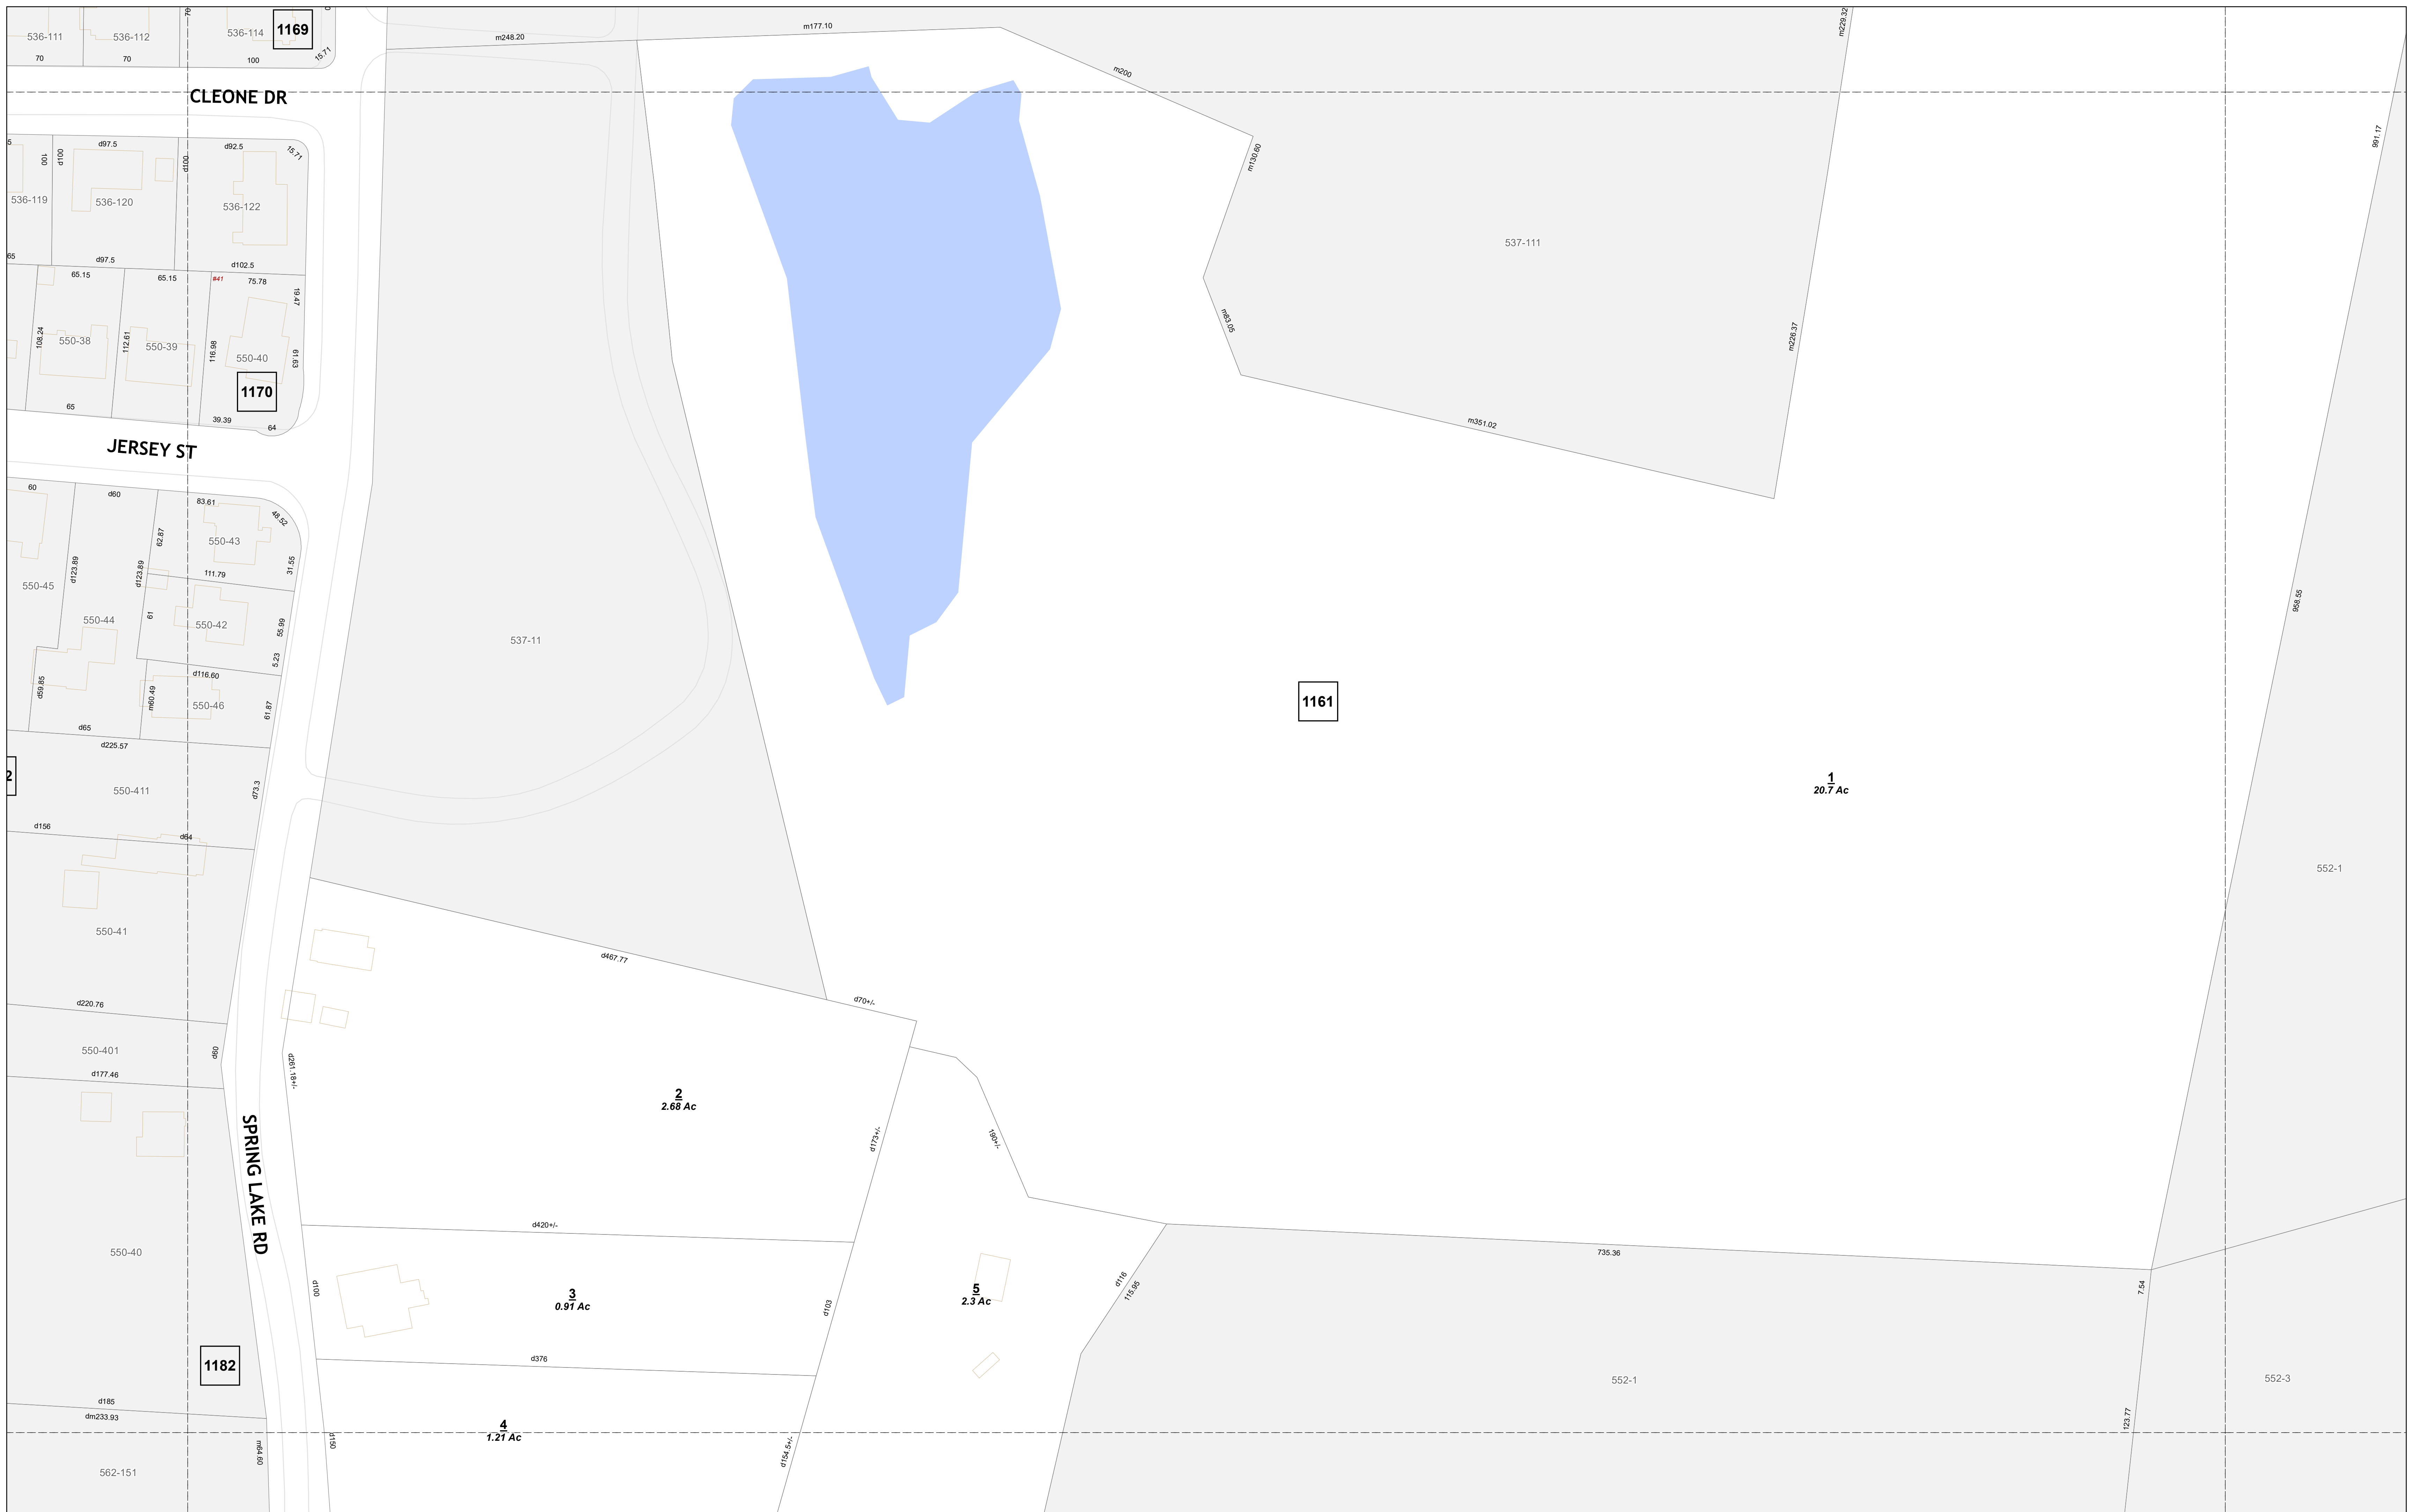 536-111
536-112
536-114
1169
70
15.71
70
70
100
CLEONE DR
m248.20
m177.10
m200
m229.32
991.17
m130.60
m83.05
537-111
m226.37
m351.02
5
100
d100
d97.5
d100
d92.5
15.71
536-119
536-120
536-122
65
d97.5
d102.5
65.15
65.15
841
75.78
19.47
108.24
550-38
112.61
550-39
116.98
550-40
61.63
1170
65
39.39
64
JERSEY ST
60
d60
83.61
48.52
62.87
550-43
d123.89
d123.89
31.55
111.79
550-45
61
550-44
550-42
55.99
5.23
d116.60
d59.85
m60.49
550-46
61.87
d65
d225.57
2
550-411
d73.3
d156
d64
537-11
1161
958.55
1
20.7 Ac
552-1
550-41
d467.77
d70+/-
d220.76
550-401
d90
d177.46
d261.18+/-
2
2.68 Ac
d173+/-
190+/-
SPRING LAKE RD
550-40
d420+/-
735.36
d100
3
0.91 Ac
d103
5
2.3 Ac
d116
115.95
7.54
1182
d376
552-1
552-3
d185
dm233.93
m64.60
d150
4
1.21 Ac
d154.5+/-
123.77
562-151